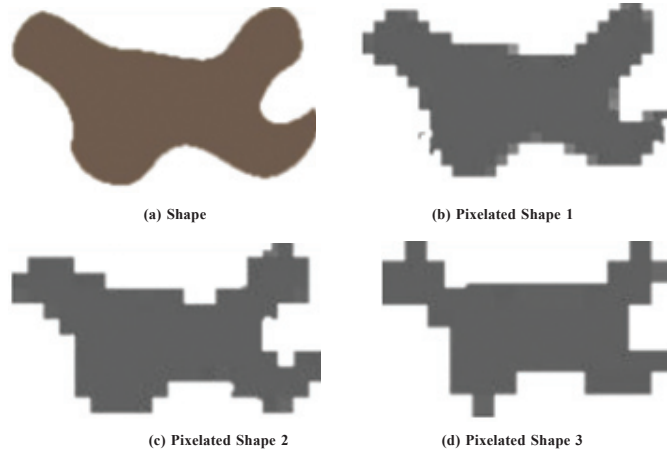 (a) Shape
(b) Pixelated Shape 1
(c) Pixelated Shape 2
(d) Pixelated Shape 3